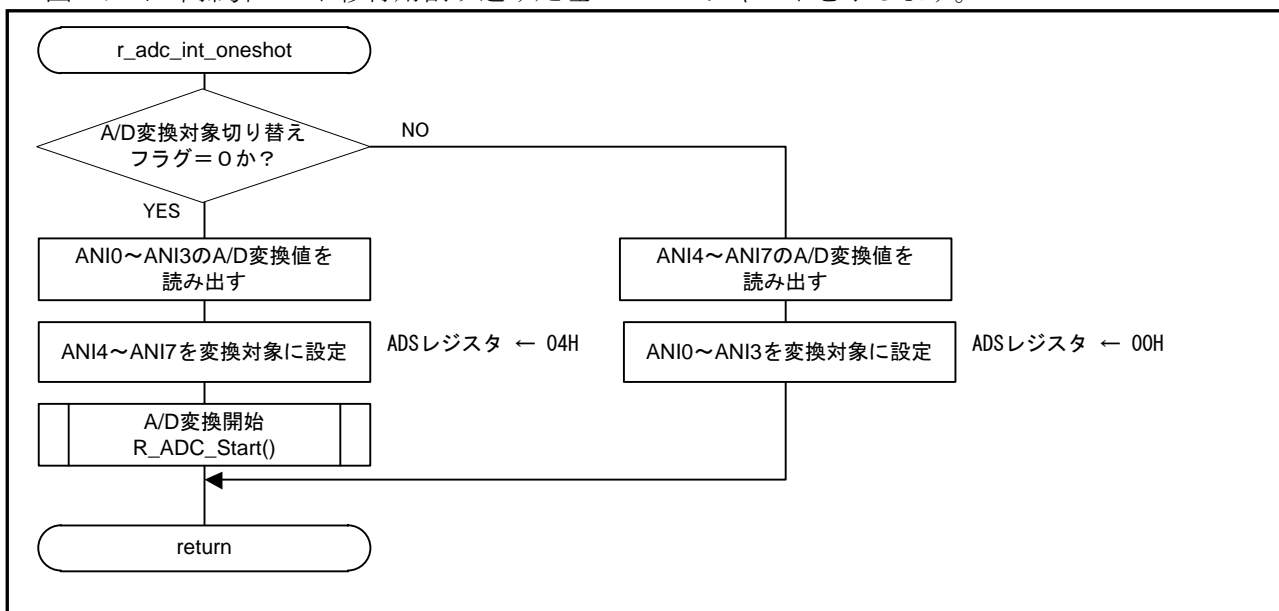 r_adc_int_oneshot
A/D変換対象切り替え
フラグ＝０か？
NO
YES
ANI0～ANI3のA/D変換値を
読み出す
ANI4～ANI7のA/D変換値を
読み出す
ANI4～ANI7を変換対象に設定
ADSレジスタ ← 04H
ANI0～ANI3を変換対象に設定
ADSレジスタ ← 00H
A/D変換開始
R_ADC_Start()
return